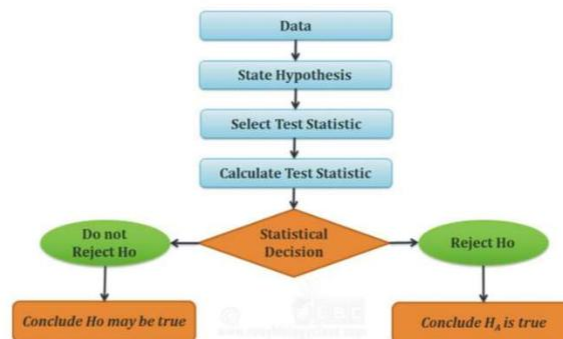 Data
State Hypothesis
Select Test Statistic
Calculate Test Statistic
Statistical
Decision
Do not
Reject Ho
Reject Ho
Conclude Ho may be true
Conclude H_A is true